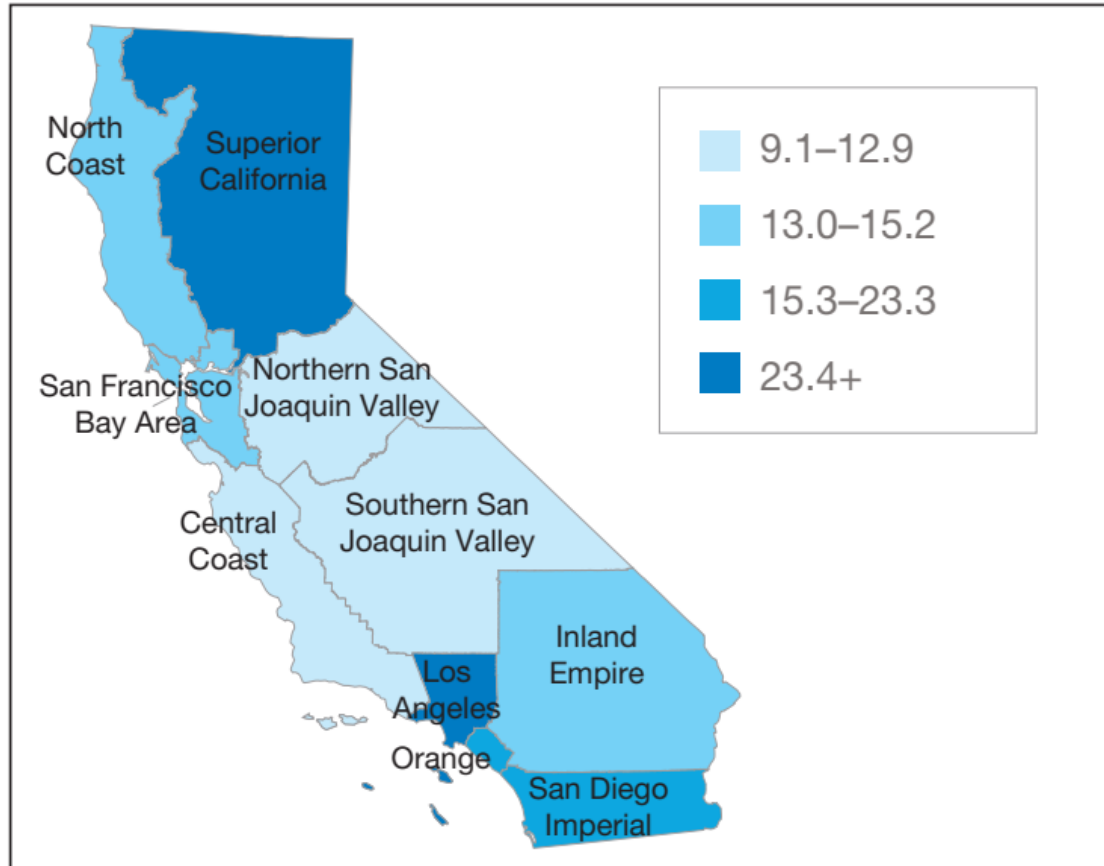 North
Coast
Superior
California
San Francisco
Bay Area
Northern San
Joaquin Valley
Central
Coast
Southern San
Joaquin Valley
Inland
Empire
Los
Angeles
Orange
San Diego
Imperial
9.1–12.9
13.0–15.2
15.3–23.3
23.4+